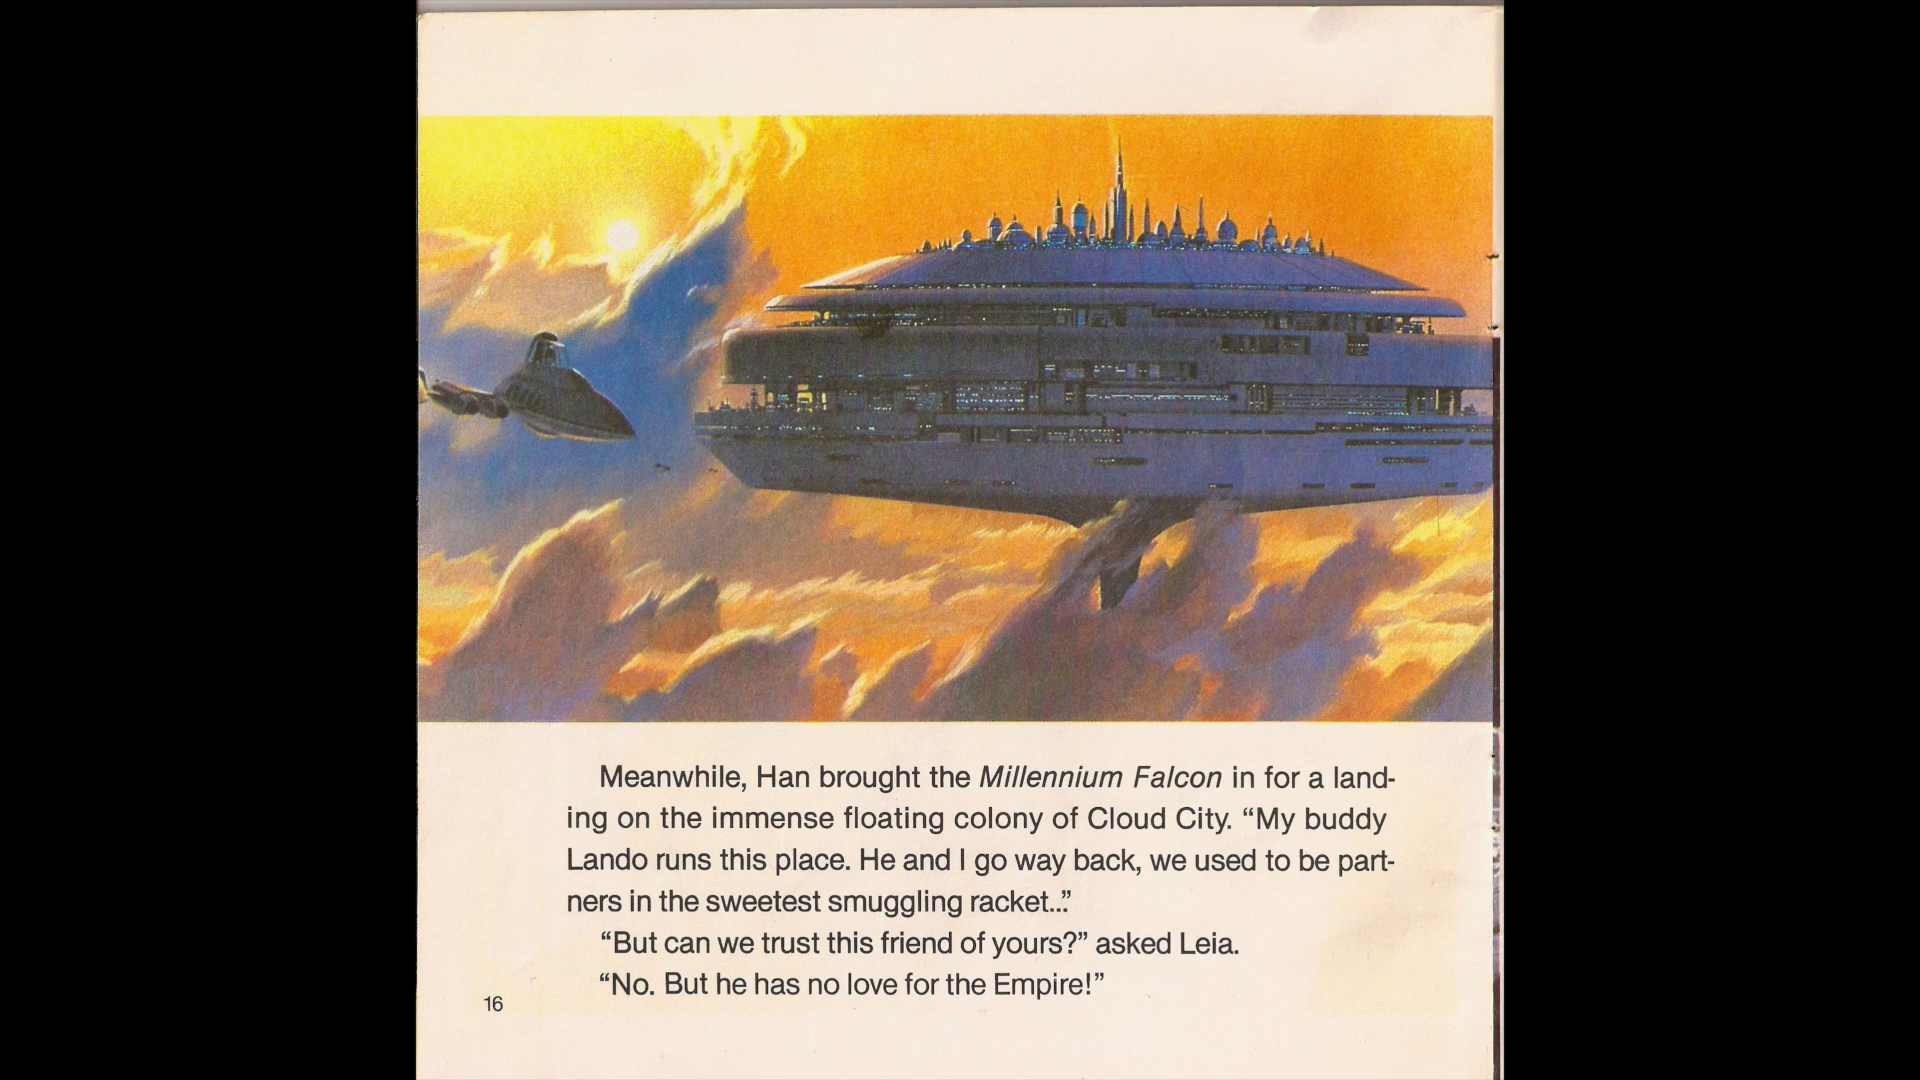 Meanwhile, Han brought the Millennium Falcon in for a land-
ing on the immense floating colony of Cloud City. “My buddy
Lando runs this place. He and I go way back, we used to be part-
ners in the sweetest smuggling racket...”
“But can we trust this friend of yours?” asked Leia.
“No. But he has no love for the Empire!”
16